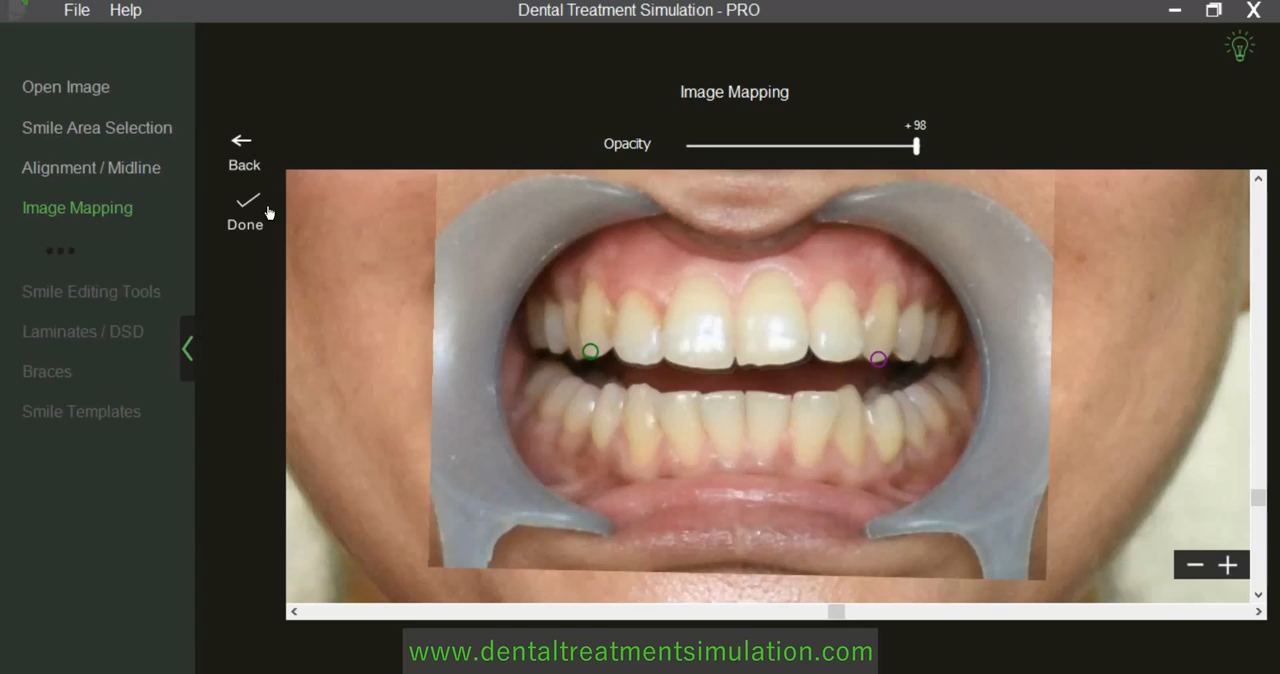 File Help Dental Treatment Simulation - PRO
Open Image
Smile Area Selection
Alignment / Midline
Image Mapping
Smile Editing Tools
Laminates / DSD
Braces
Smile Templates
Back
Done
Image Mapping
Opacity
+ 98
www.dentaltreatmentsimulation.com